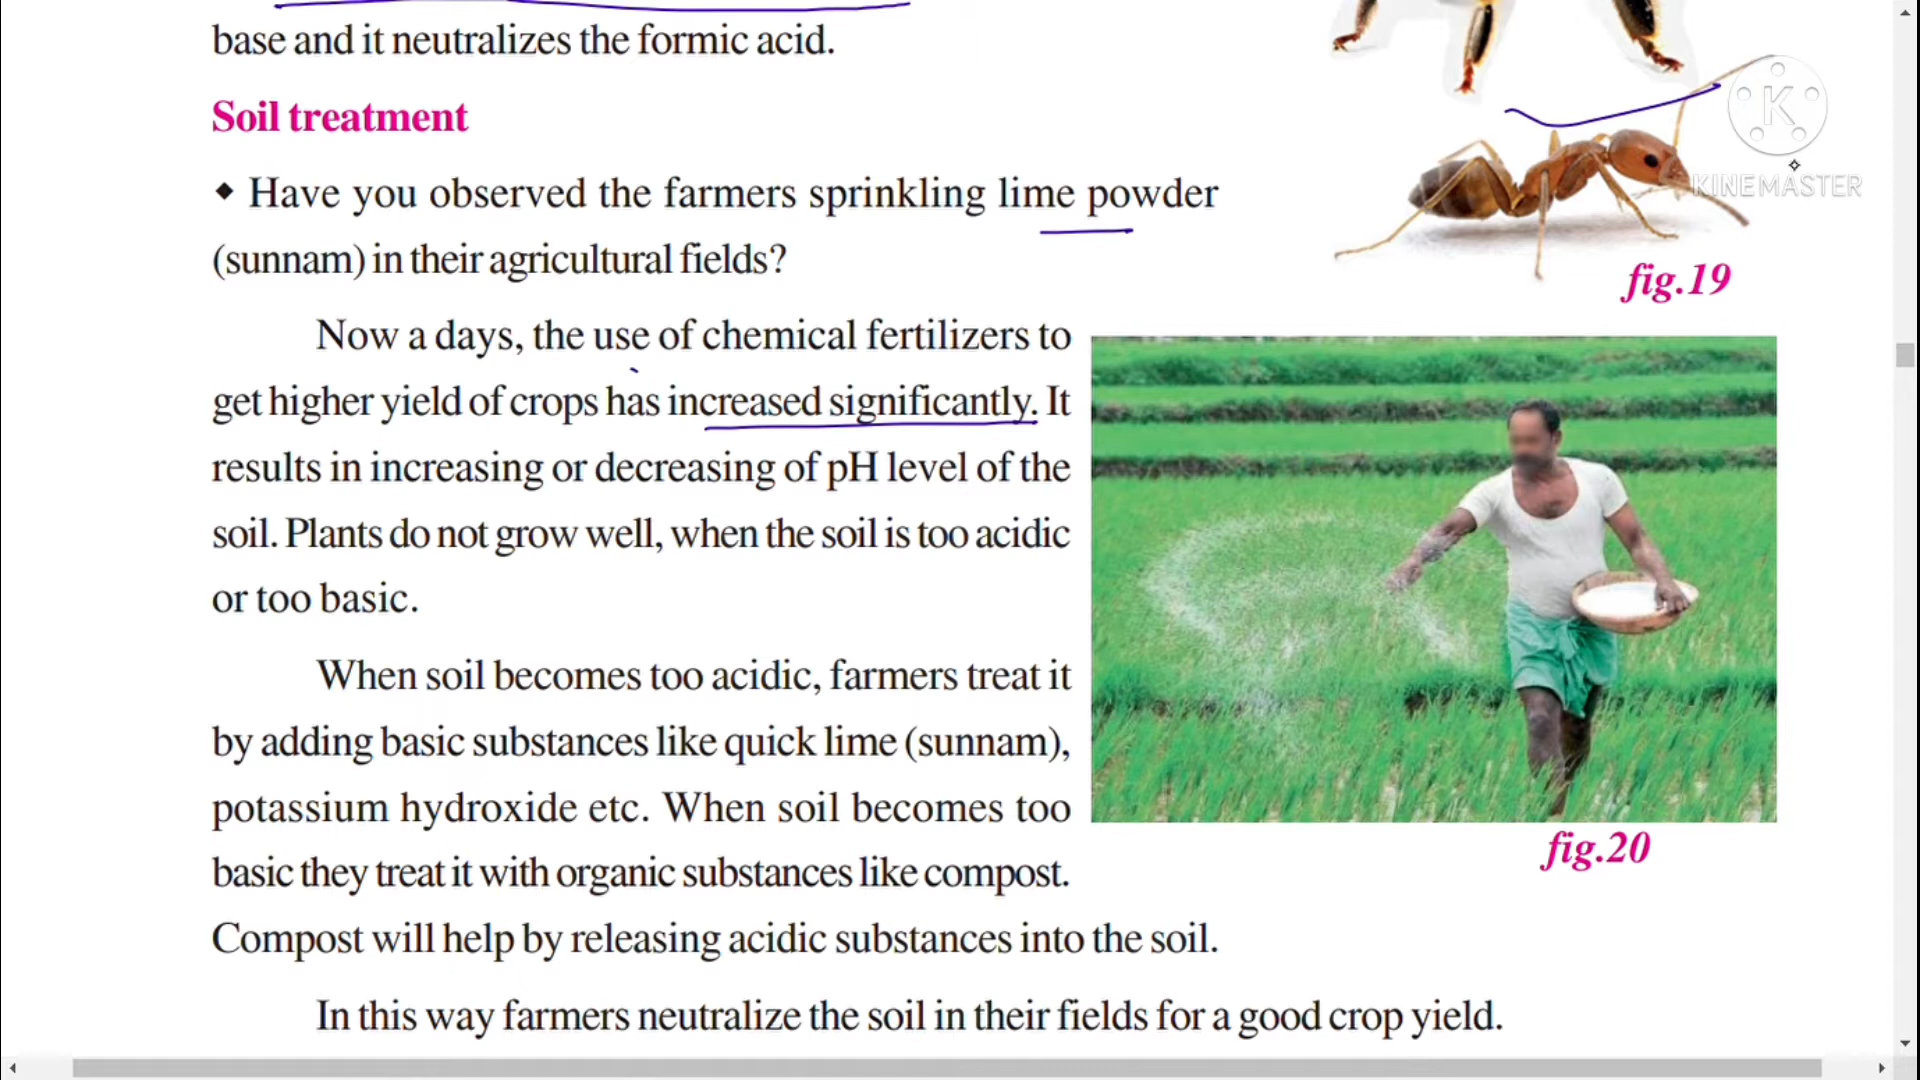 base and it neutralizes the formic acid.
Soil treatment
◆ Have you observed the farmers sprinkling lime powder
(sunnam) in their agricultural fields?
K
KINEMASTER
fig.19
Now a days, the use of chemical fertilizers to
get higher yield of crops has increased significantly. It
results in increasing or decreasing of pH level of the
soil. Plants do not grow well, when the soil is too acidic
or too basic.
When soil becomes too acidic, farmers treat it
by adding basic substances like quick lime (sunnam),
potassium hydroxide etc. When soil becomes too
basic they treat it with organic substances like compost.
Compost will help by releasing acidic substances into the soil.
fig.20
In this way farmers neutralize the soil in their fields for a good crop yield.